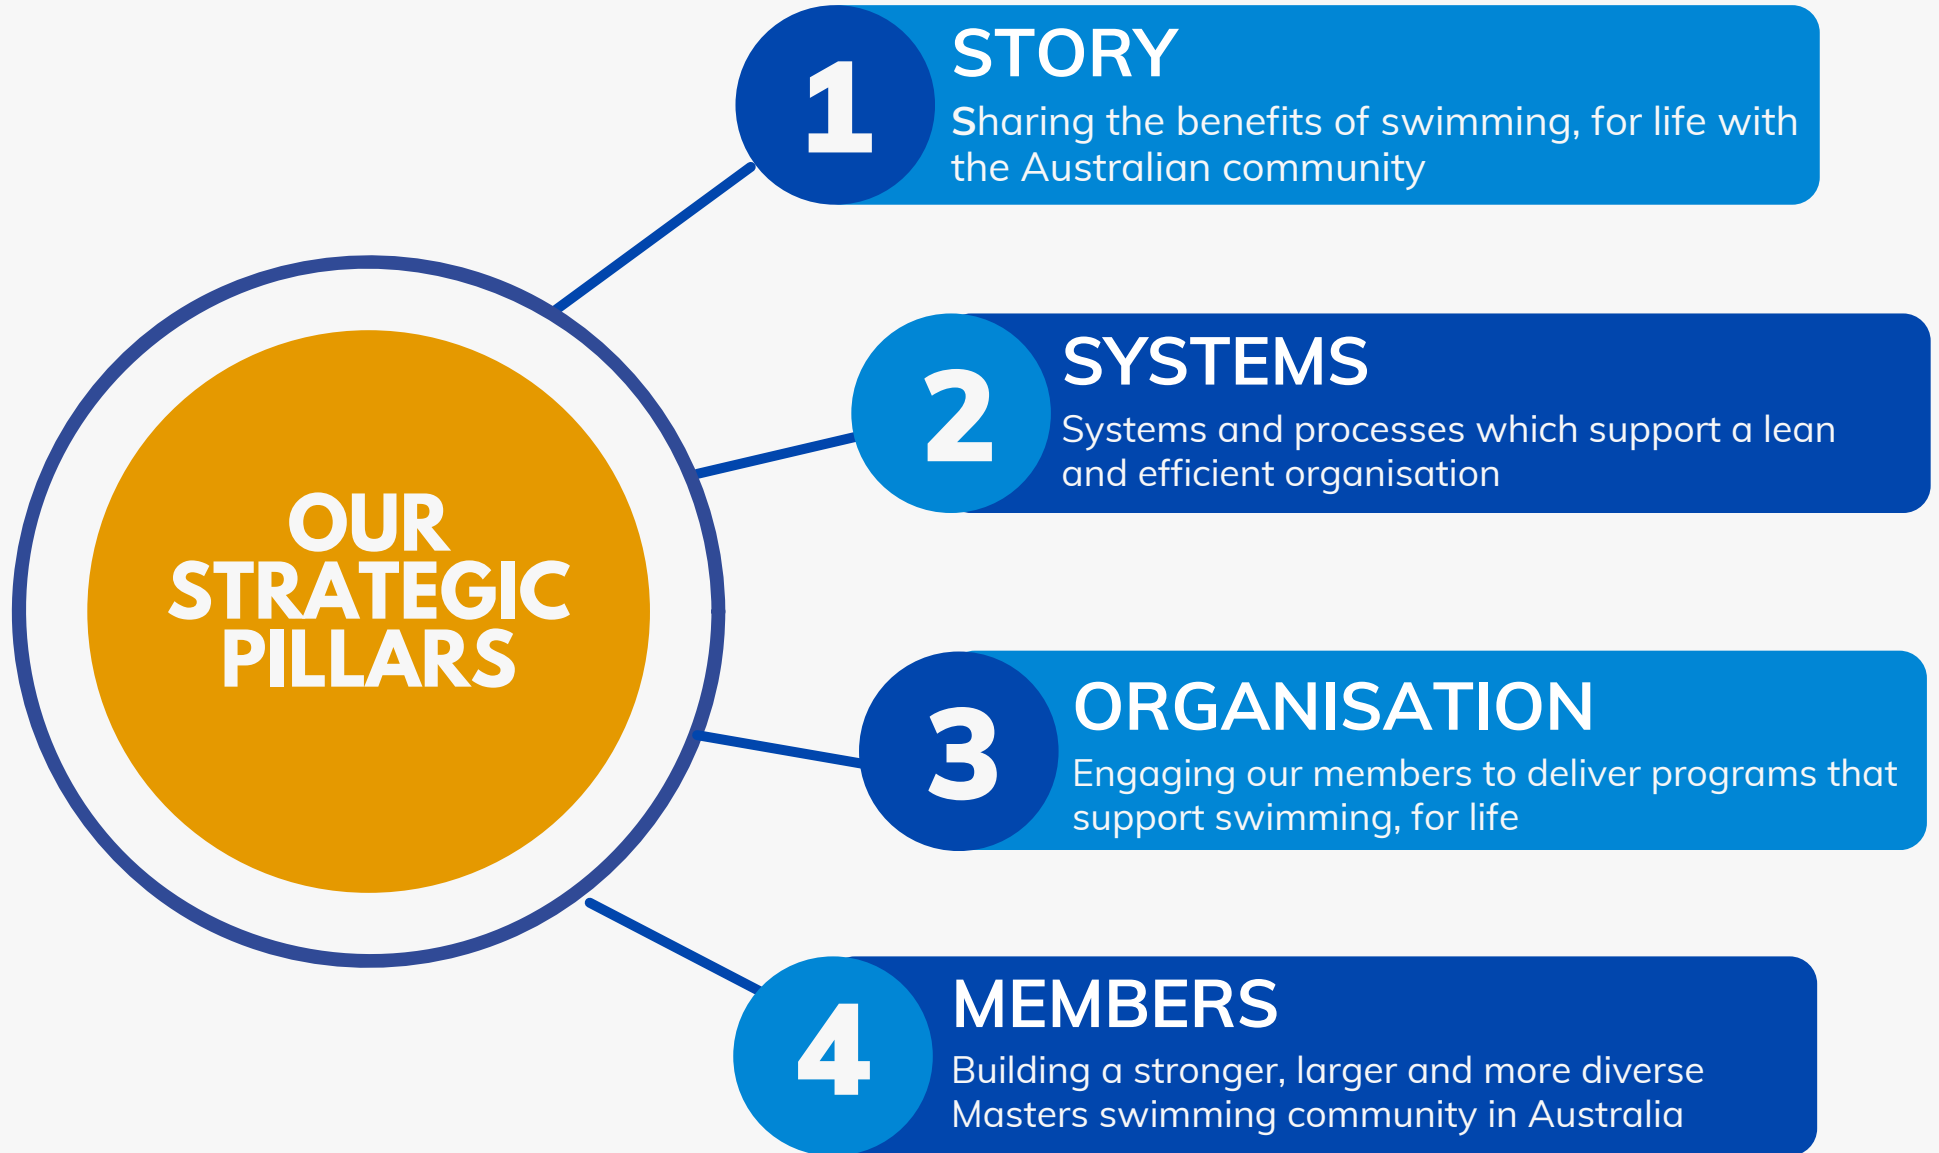 OUR
STRATEGIC
PILLARS
1
STORY
Sharing the benefits of swimming, for life with
the Australian community
2
SYSTEMS
Systems and processes which support a lean
and efficient organisation
3
ORGANISATION
Engaging our members to deliver programs that
support swimming, for life
4
MEMBERS
Building a stronger, larger and more diverse
Masters swimming community in Australia